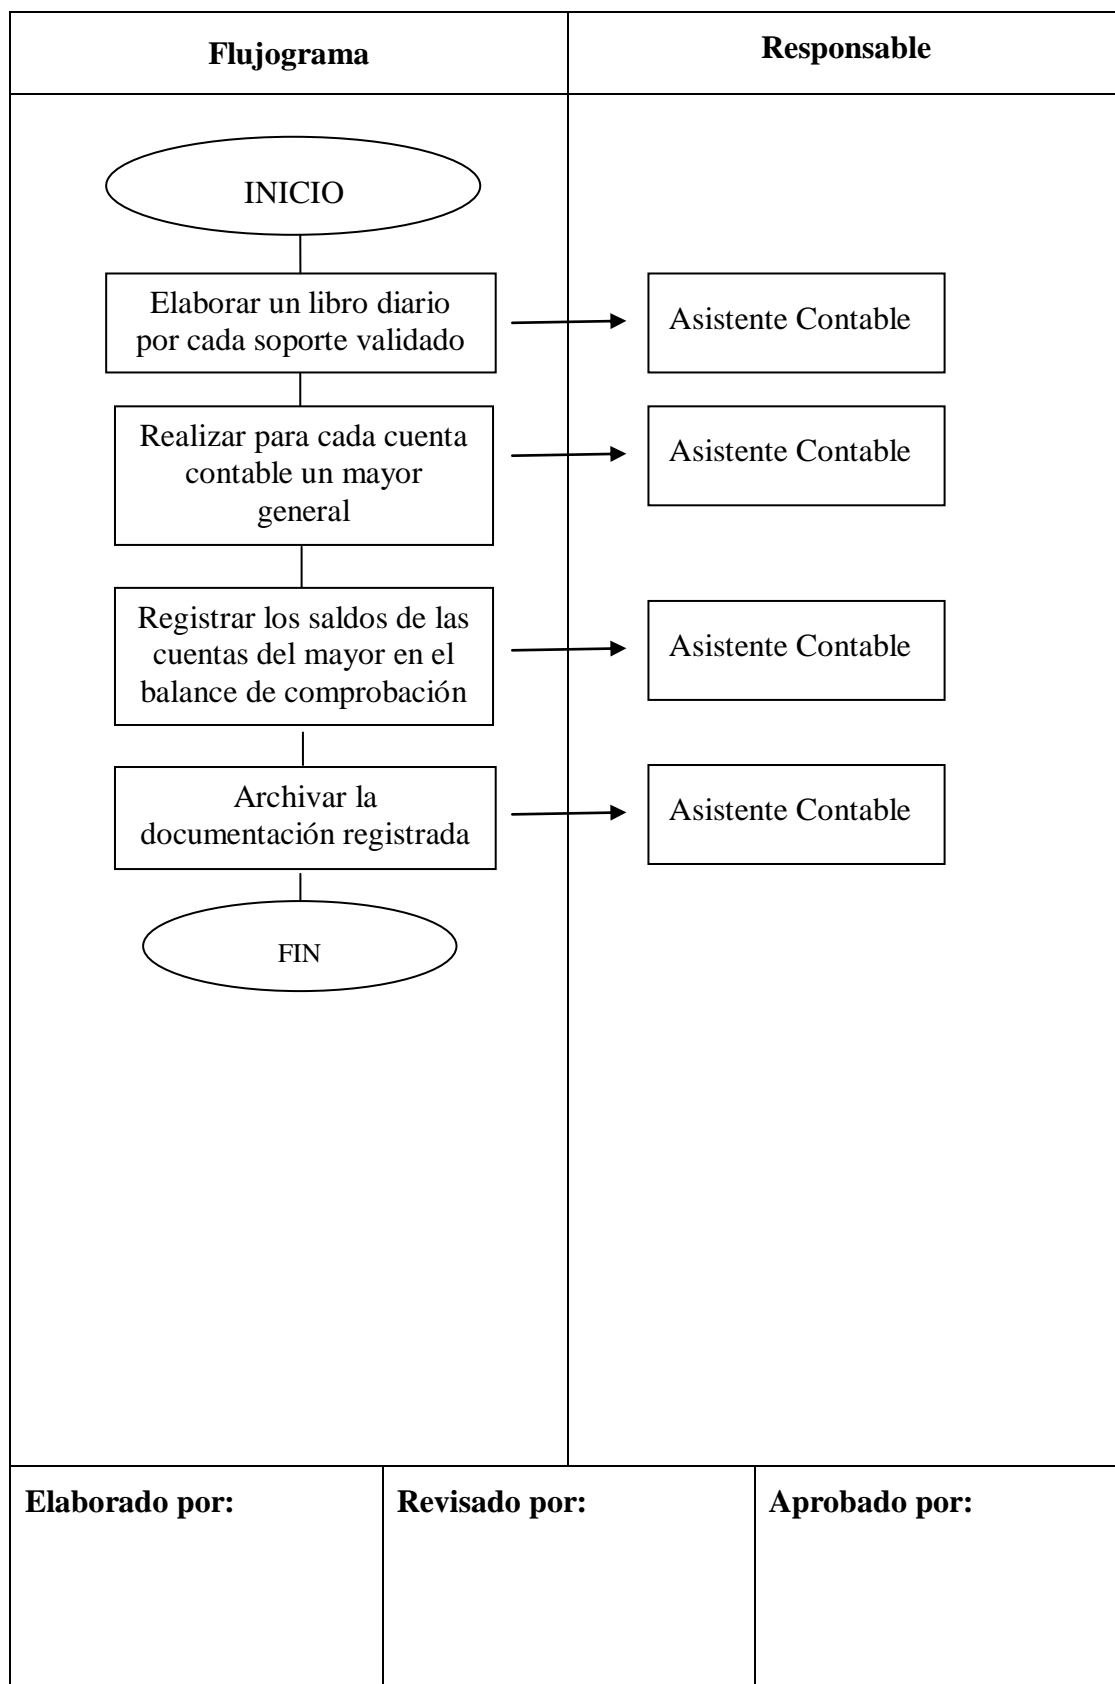 Flujograma
Responsable
INICIO
Elaborar un libro diario
por cada soporte validado
Asistente Contable
Realizar para cada cuenta
contable un mayor
general
Asistente Contable
Registrar los saldos de las
cuentas del mayor en el
balance de comprobación
Asistente Contable
Archivar la
documentación registrada
Asistente Contable
FIN
Elaborado por:
Revisado por:
Aprobado por: